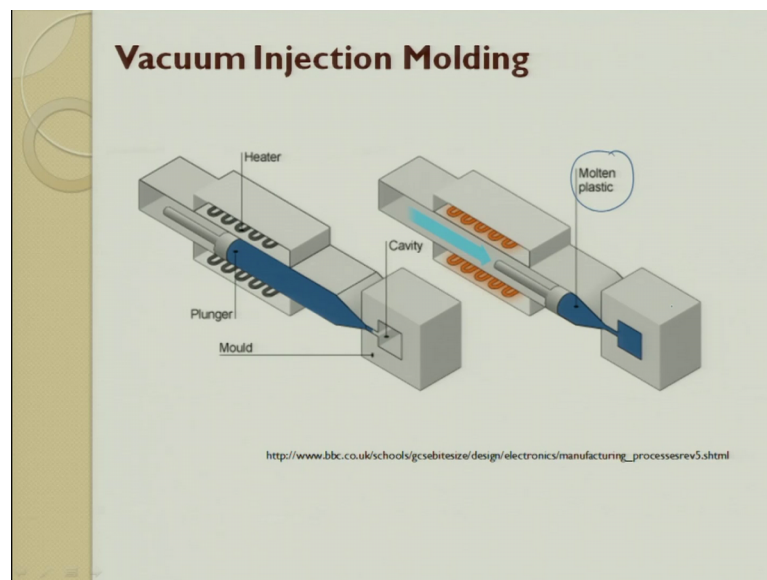 Vacuum Injection Molding
Heater
Molten
plastic
Cavity
Plunger
Mould
http://www.bbc.co.uk/schools/gcsebitesize/design/electronics/manufacturing_processesrev5.shtml